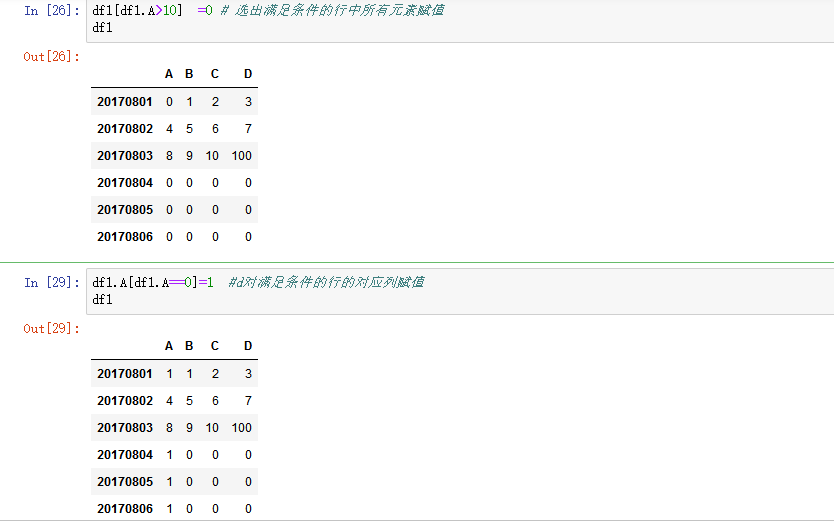 In [26]: df1[df1.A>10] =0 # 选出满足条件的行中所有元素赋值
df1
Out[26]:
A B C D
20170801 0 1 2 3
20170802 4 5 6 7
20170803 8 9 10 100
20170804 0 0 0 0
20170805 0 0 0 0
20170806 0 0 0 0
In [29]: df1.A[df1.A==0]=1 #d对满足条件的行的对应列赋值
df1
Out[29]:
A B C D
20170801 1 1 2 3
20170802 4 5 6 7
20170803 8 9 10 100
20170804 1 0 0 0
20170805 1 0 0 0
20170806 1 0 0 0